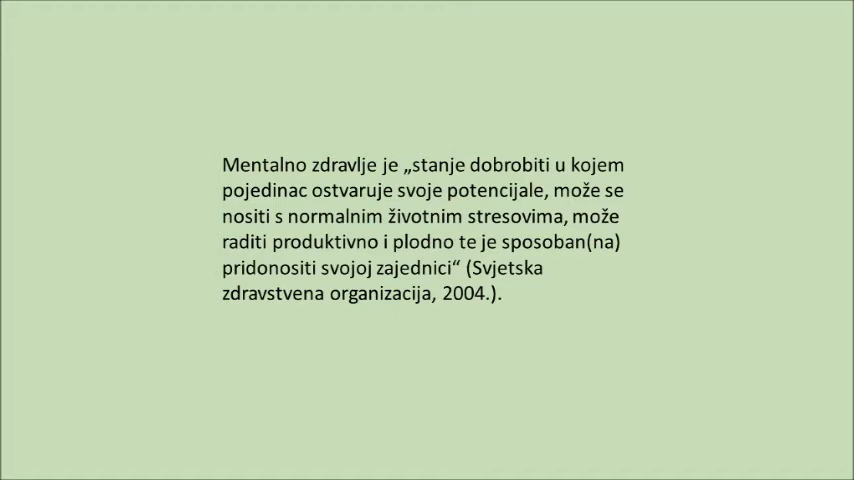 Mentalno zdravlje je „stanje dobrobiti u kojem
pojedinac ostvaruje svoje potencijale, može se
nositi s normalnim životnim stresovima, može
raditi produktivno i plodno te je sposoban(na)
pridonositi svojoj zajednici“ (Svjetska
zdravstvena organizacija, 2004.).